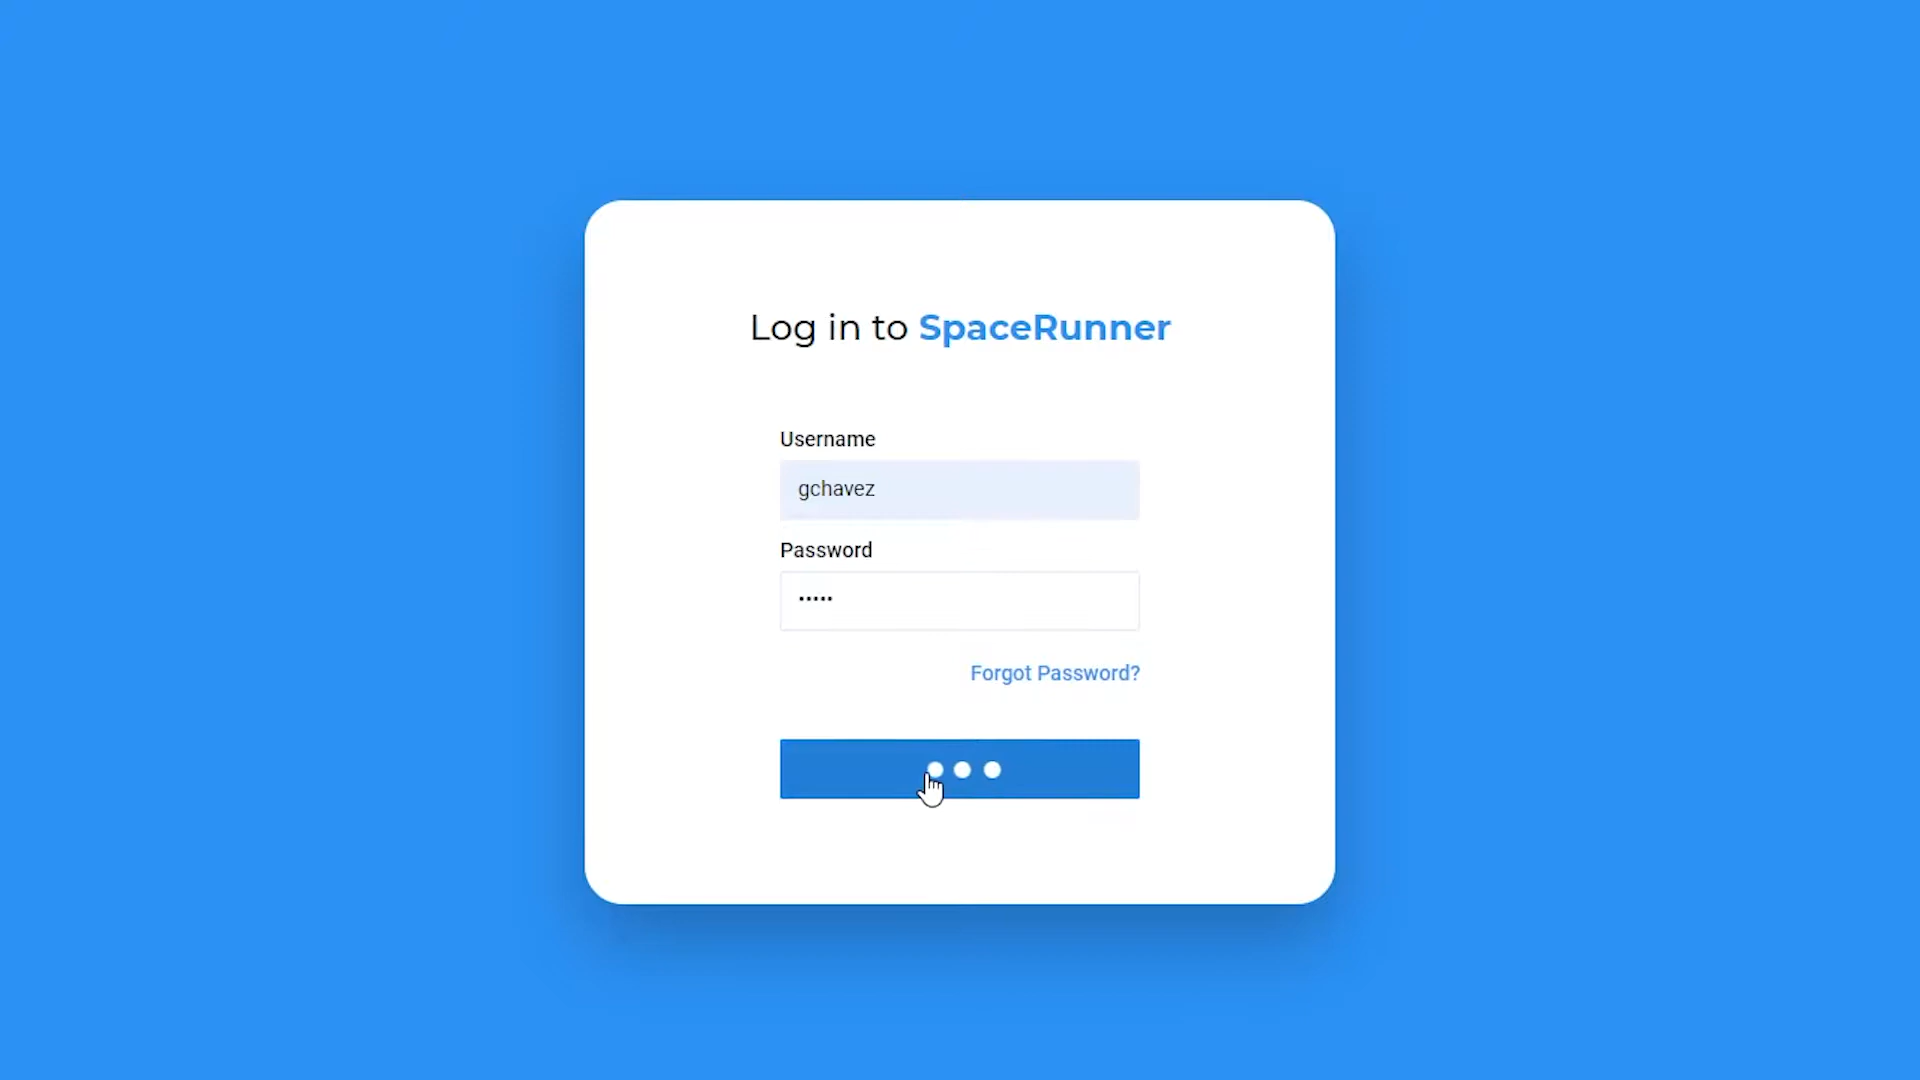 Log in to SpaceRunner
Username
gchavez
Password
•••••
Forgot Password?